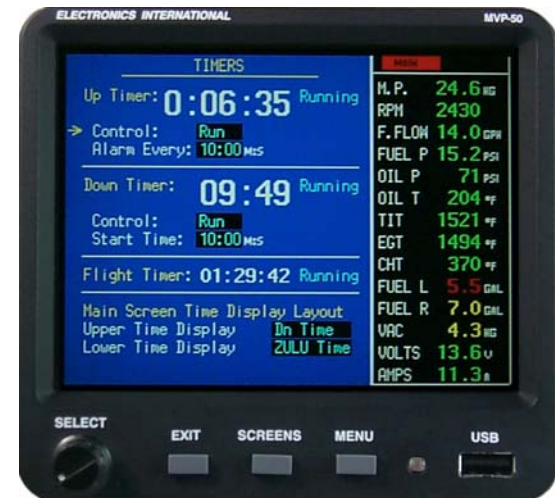 ELECTRONICS INTERNATIONAL MVP-50
TIMERS
Up Timer: 0:06:35 Running
Control: Run
Alarm Every: 10:00 M:S
Down Timer: 09:49 Running
Control: Run
Start Time: 10:00 M:S
Flight Timer: 01:29:42 Running
Main Screen Time Display Layout
Upper Time Display Dn Time
Lower Time Display ZULU Time
Main
M.P. 24.6 HG
RPM 2430
F.FLOW 14.0 GPH
FUEL P 15.2 PSI
OIL P 71 PSI
OIL T 204 °F
TIT 1521 °F
EGT 1494 °F
CHT 370 °F
FUEL L 5.5 GAL
FUEL R 7.0 GAL
VAC 4.3 HG
VOLTS 13.6 V
AMPS 11.3 A
SELECT
EXIT SCREENS MENU USB